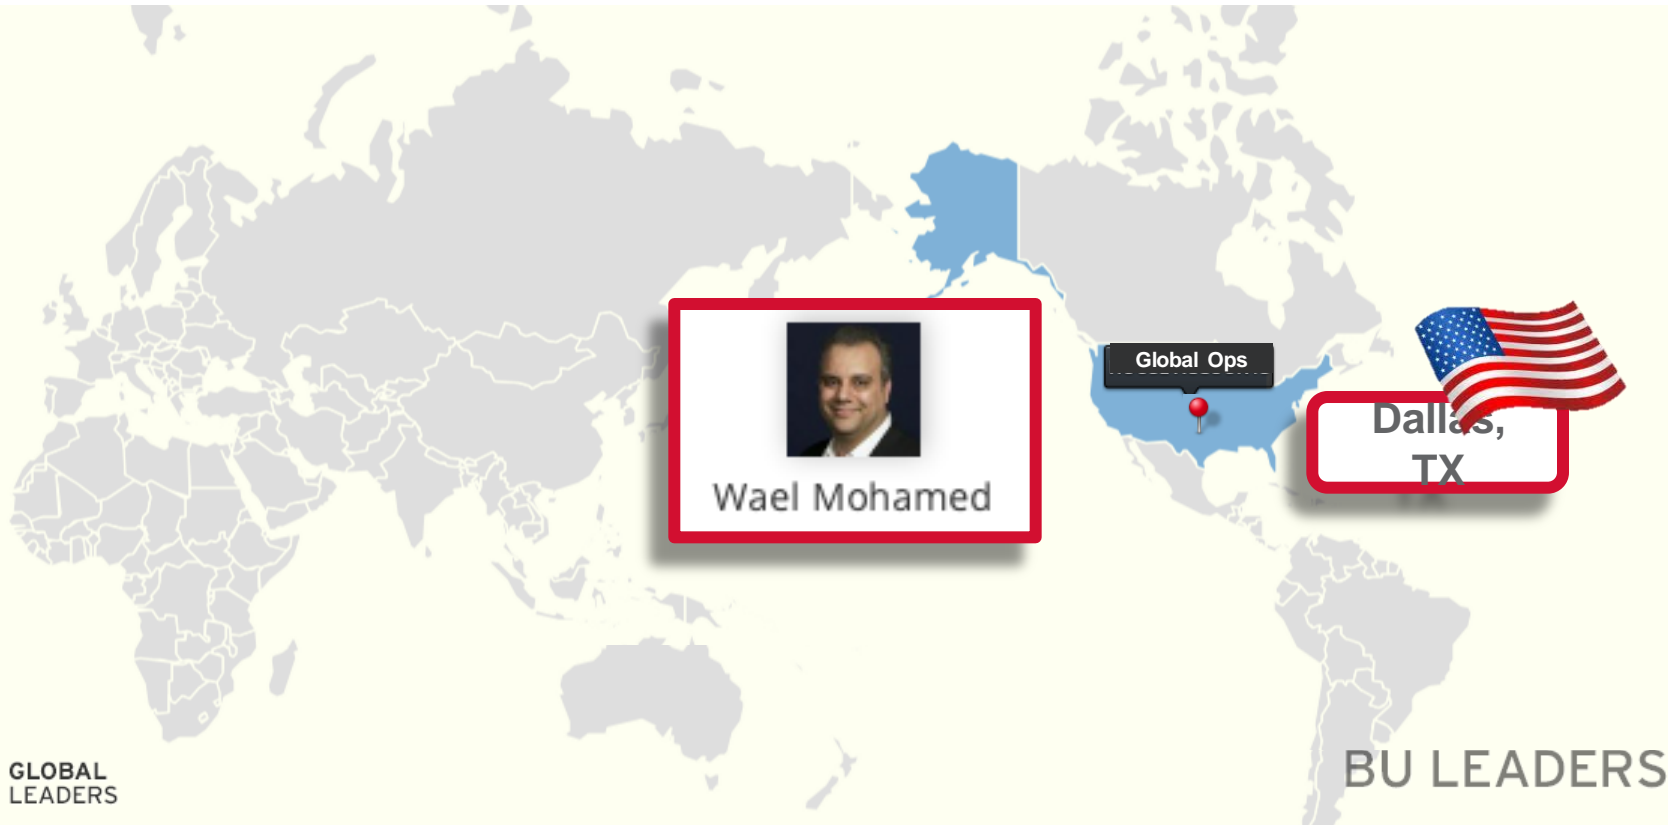 Global Ops
Wael Mohamed
Dallas,
TX
GLOBAL
LEADERS
BU LEADERS